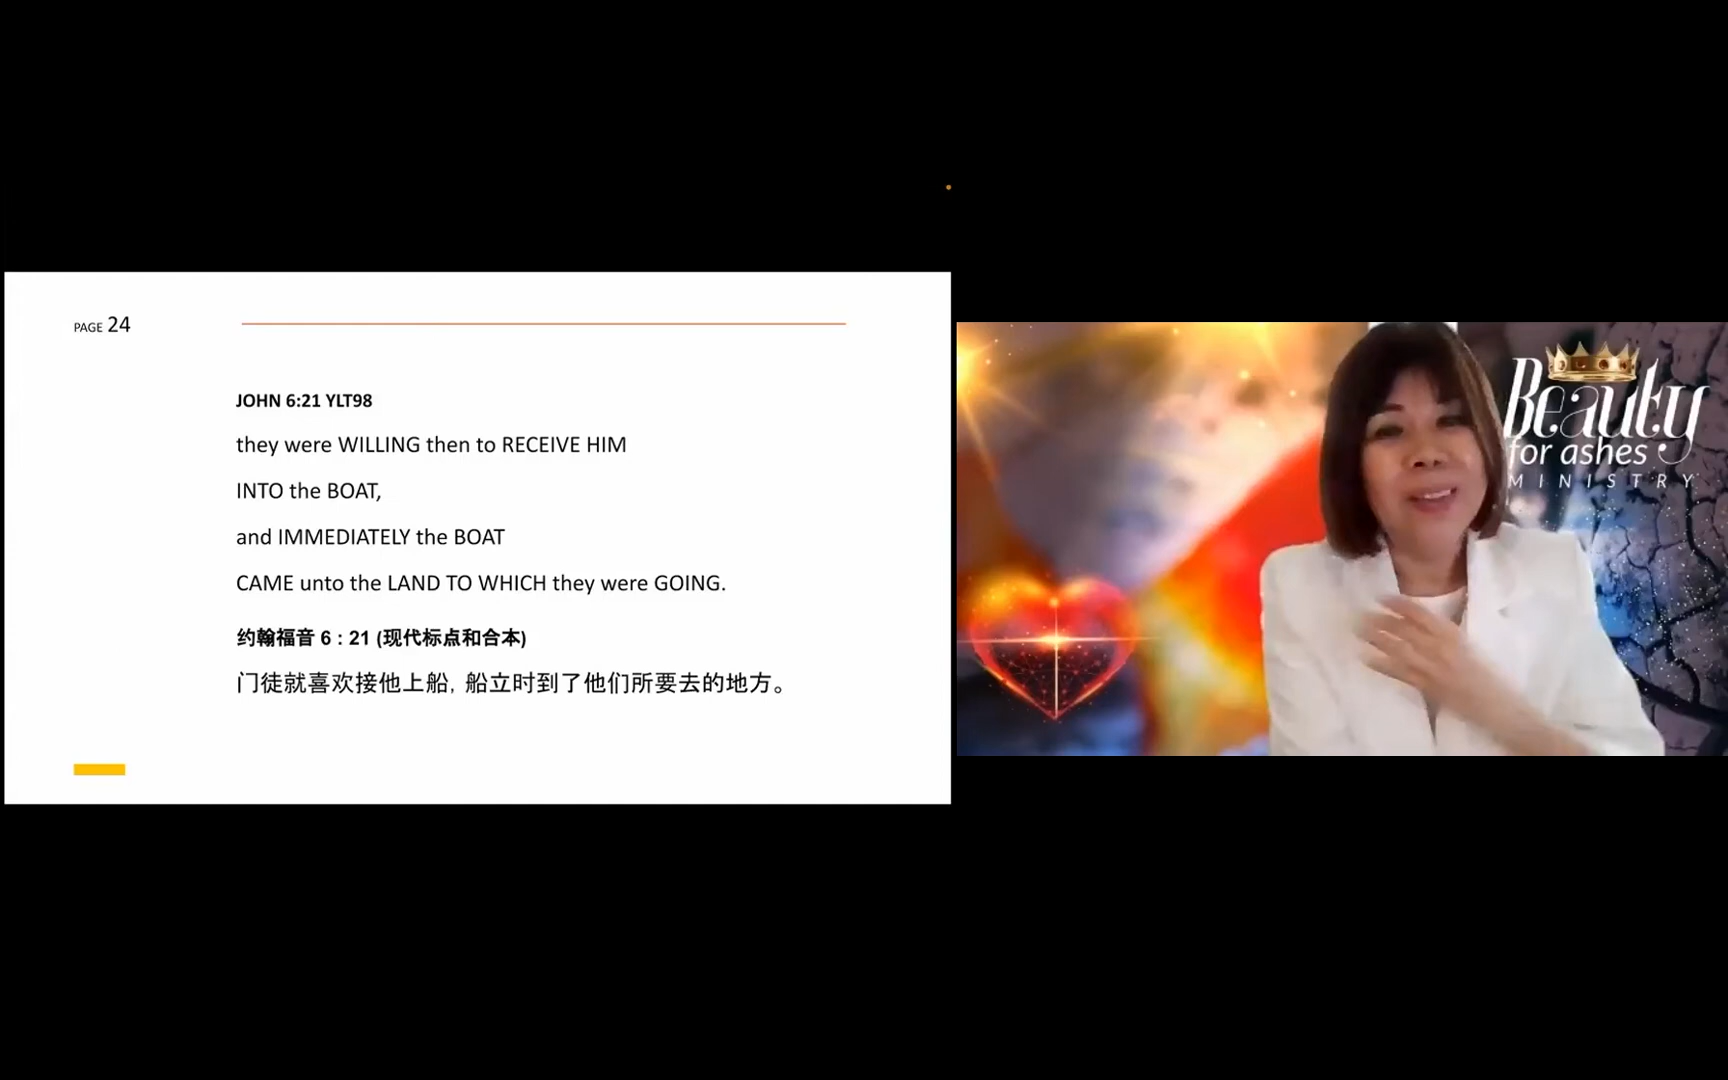 PAGE 24
JOHN 6:21 YLT98
they were WILLING then to RECEIVE HIM
INTO the BOAT,
and IMMEDIATELY the BOAT
CAME unto the LAND TO WHICH they were GOING.
约翰福音 6 : 21 (现代标点和合本)
门徒就喜欢接他上船, 船立时到了他们所要去的地方。
Beauty
for ashes
MINISTRY